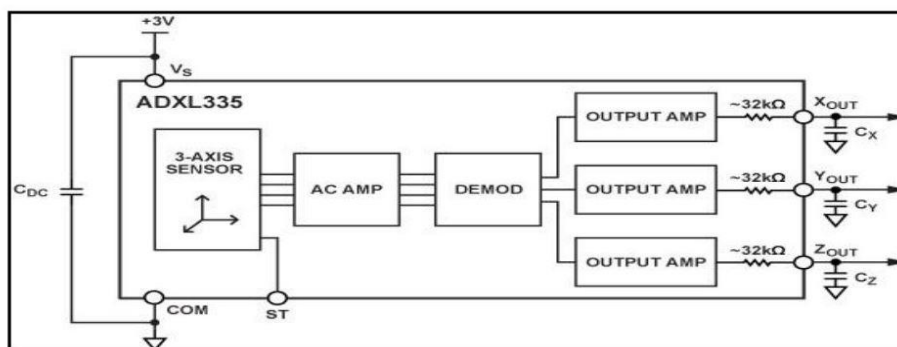 +3V
VS
ADXL335
3-AXIS
SENSOR
AC AMP
DEMOD
OUTPUT AMP
~32kΩ
XOUT
CX
OUTPUT AMP
~32kΩ
YOUT
CY
OUTPUT AMP
~32kΩ
ZOUT
CZ
CDC
COM
ST